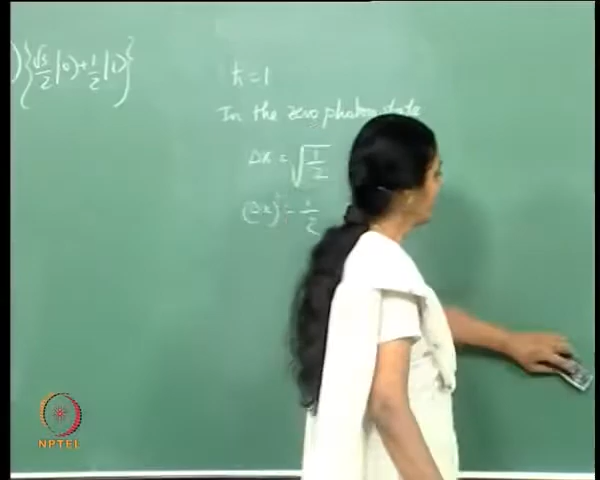 ){√3/2 |0⟩ + 1/2 |1⟩}
ħ = 1
In the zero photon state
Δx = √1/2
(Δx)² = 1/2
NPTEL